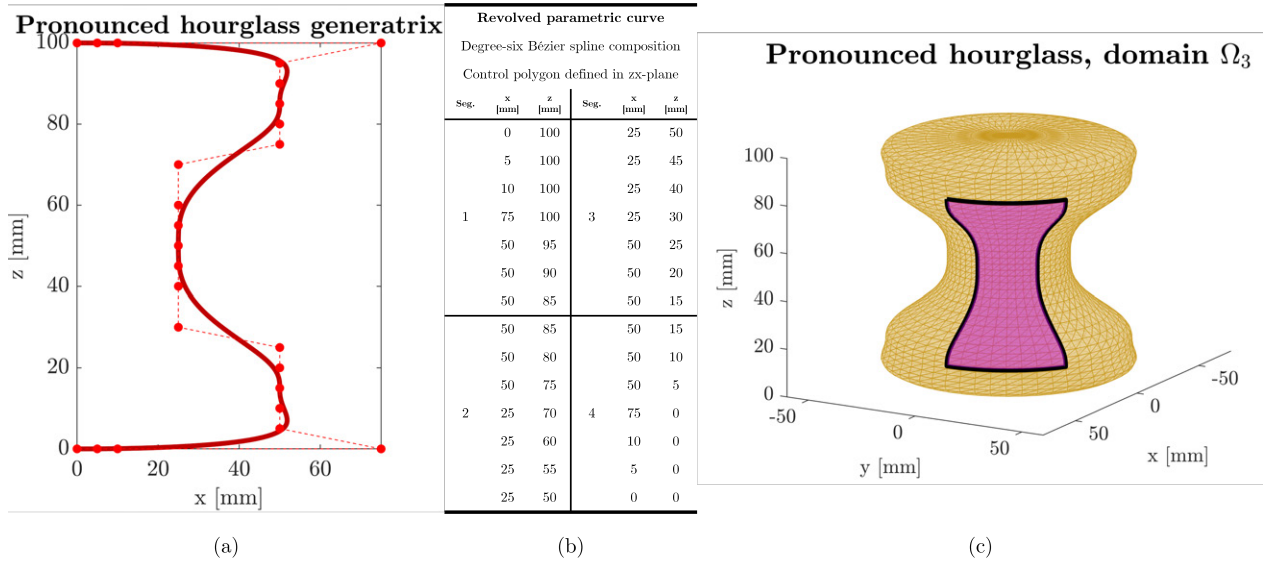 Pronounced hourglass generatrix
100
80
60
40
20
0
z [mm]
0 20 40 60
x [mm]
(a)
Revolved parametric curve
Degree-six Bézier spline composition
Control polygon defined in zx-plane
Seg. x [mm] z [mm] Seg. x [mm] z [mm]
0 100 25 50
5 100 25 45
10 100 25 40
1 75 100 3 25 30
50 95 50 25
50 90 50 20
50 85 50 15
50 85 50 15
50 80 50 10
50 75 50 5
2 25 70 4 75 0
25 60 10 0
25 55 5 0
25 50 0 0
(b)
Pronounced hourglass, domain Ω₃
100
80
60
40
20
0
z [mm]
-50 0 50
y [mm]
50 0 -50
x [mm]
(c)